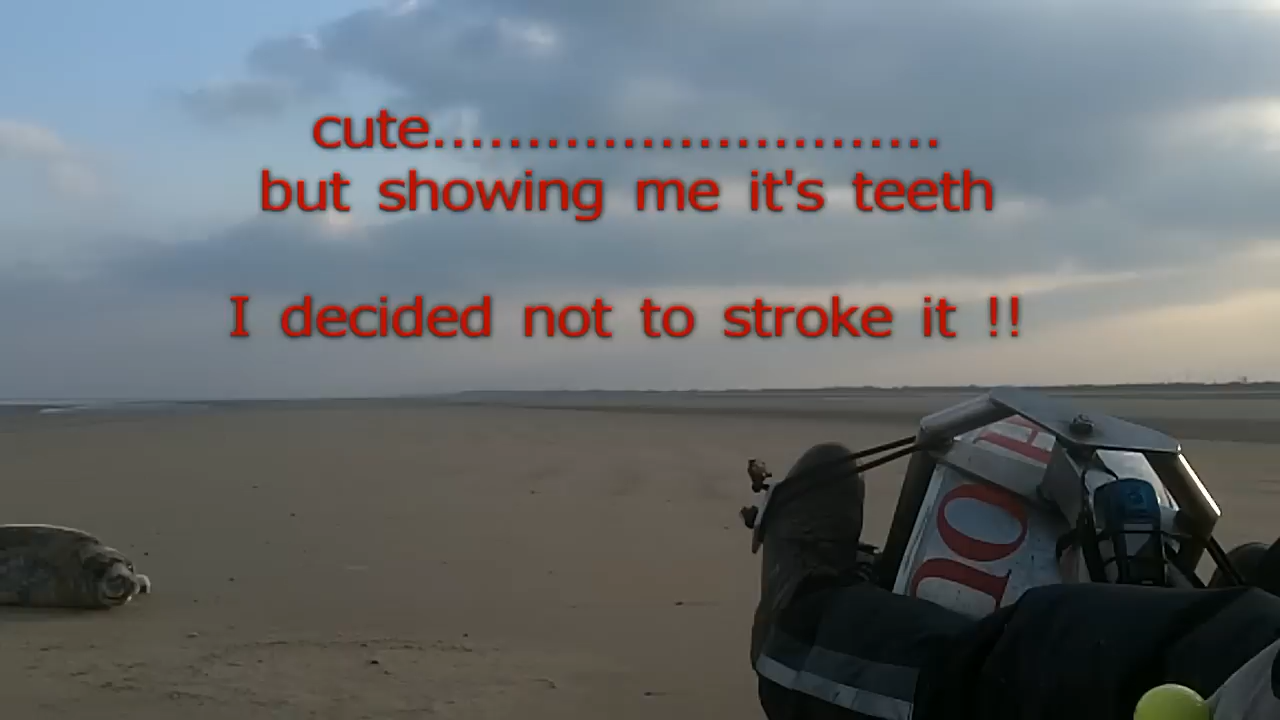 cute...........................
but showing me it's teeth
I decided not to stroke it !!